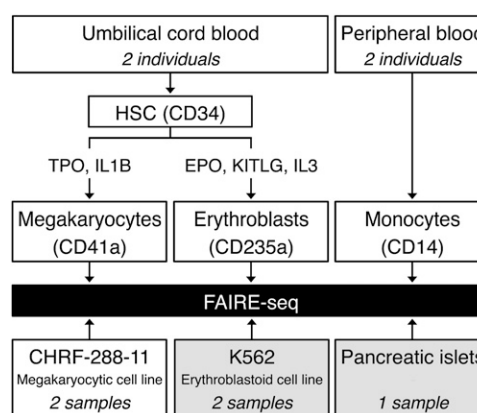 Umbilical cord blood
2 individuals
Peripheral blood
2 individuals
HSC (CD34)
TPO, IL1B
EPO, KITLG, IL3
Megakaryocytes
(CD41a)
Erythroblasts
(CD235a)
Monocytes
(CD14)
FAIRE-seq
CHRF-288-11
Megakaryocytic cell line
2 samples
K562
Erythroblastoid cell line
2 samples
Pancreatic islets
1 sample